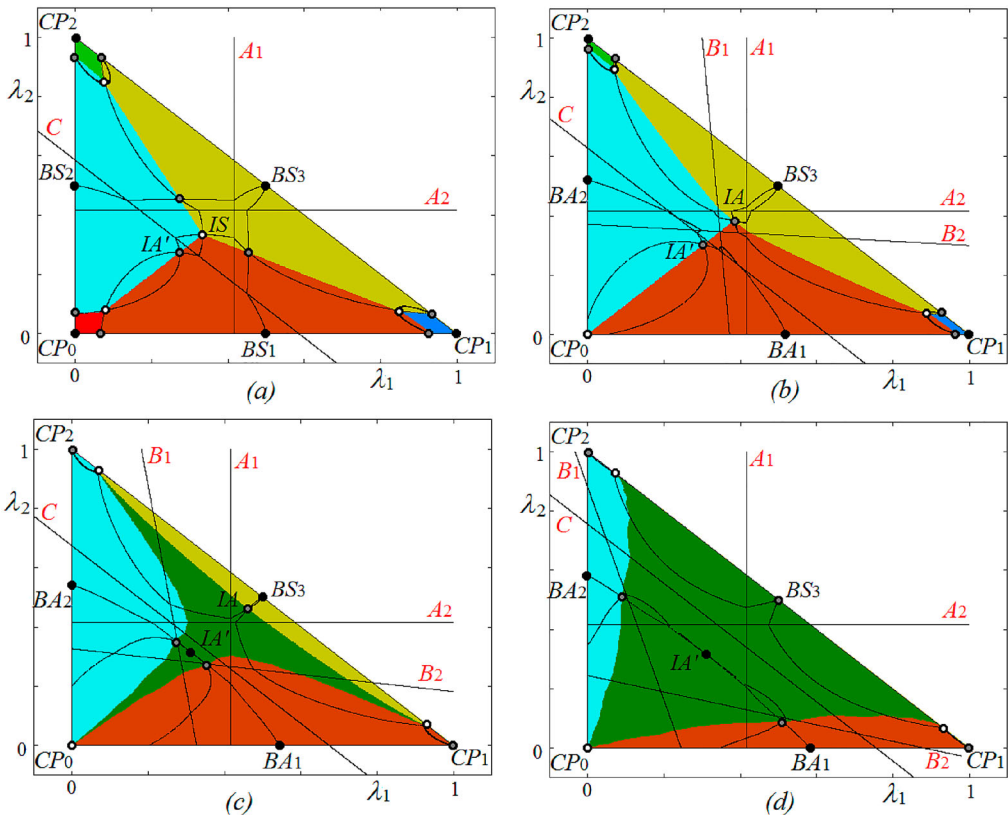 CP2
1
λ2
A1
C
BS2
BS3
A2
IS
IA'
0
CP0
BS1
CP1
0
λ1
1
(a)
CP2
1
λ2
B1
A1
C
BS3
BA2
IA
A2
B2
IA'
0
CP0
BA1
CP1
0
λ1
1
(b)
CP2
1
λ2
B1
A1
C
BA2
IA
BS3
A2
IA'
B2
0
CP0
BA1
CP1
0
λ1
1
(c)
CP2
1
B1
A1
λ2
C
BA2
BS3
A2
IA'
0
CP0
BA1
B2
CP1
0
λ1
1
(d)